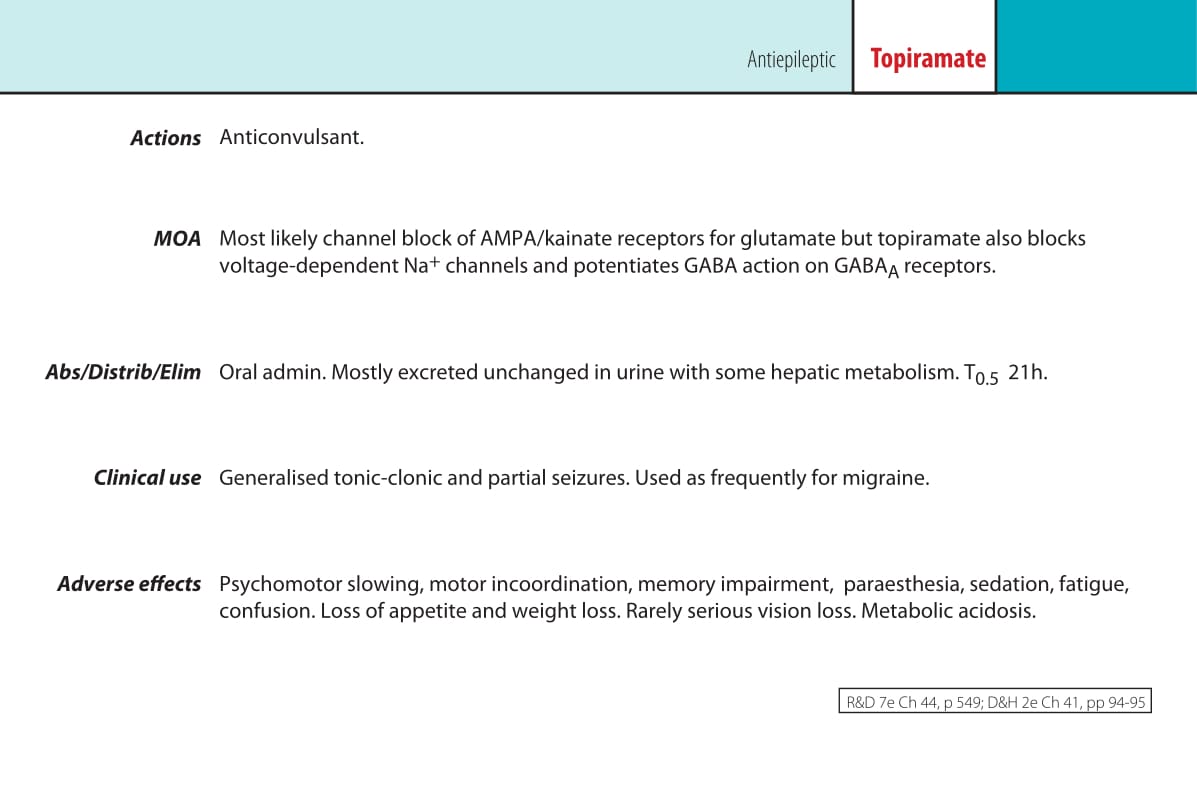 Antiepileptic Topiramate
Actions Anticonvulsant.
MOA Most likely channel block of AMPA/kainate receptors for glutamate but topiramate also blocks
voltage-dependent Na+ channels and potentiates GABA action on GABAA receptors.
Abs/Distrib/Elim Oral admin. Mostly excreted unchanged in urine with some hepatic metabolism. T0.5 21h.
Clinical use Generalised tonic-clonic and partial seizures. Used as frequently for migraine.
Adverse effects Psychomotor slowing, motor incoordination, memory impairment, paraesthesia, sedation, fatigue,
confusion. Loss of appetite and weight loss. Rarely serious vision loss. Metabolic acidosis.
R&D 7e Ch 44, p 549; D&H 2e Ch 41, pp 94-95